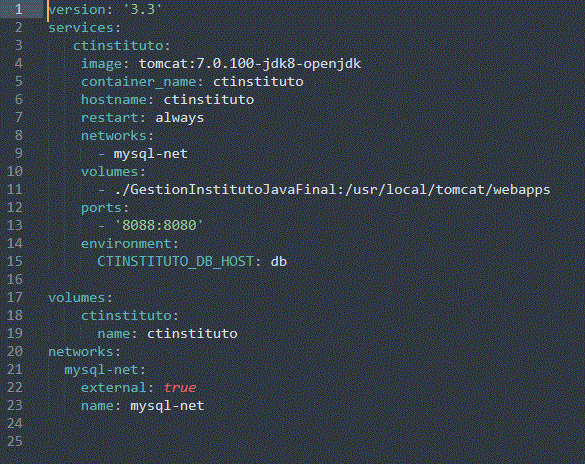 1 version: '3.3'
2 services:
3    ctinstituto:
4     image: tomcat:7.0.100-jdk8-openjdk
5     container_name: ctinstituto
6     hostname: ctinstituto
7     restart: always
8     networks:
9       - mysql-net
10     volumes:
11       - ./GestionInstitutoJavaFinal:/usr/local/tomcat/webapps
12     ports:
13       - '8088:8080'
14     environment:
15       CTINSTITUTO_DB_HOST: db
16
17 volumes:
18     ctinstituto:
19       name: ctinstituto
20 networks:
21   mysql-net:
22     external: true
23     name: mysql-net
24
25